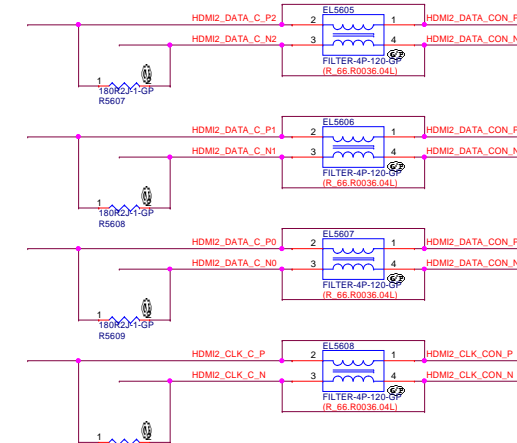 EL5605
HDMI2_DATA_C_P2 2 1 HDMI2_DATA_CON_P
HDMI2_DATA_C_N2 3 4 HDMI2_DATA_CON_N
FILTER-4P-120-GP
(R_66.R0036.04L)
1 2
180R2J-1-GP
R5607
EL5606
HDMI2_DATA_C_P1 2 1 HDMI2_DATA_CON_P
HDMI2_DATA_C_N1 3 4 HDMI2_DATA_CON_N
FILTER-4P-120-GP
(R_66.R0036.04L)
1 2
180R2J-1-GP
R5608
EL5607
HDMI2_DATA_C_P0 2 1 HDMI2_DATA_CON_P
HDMI2_DATA_C_N0 3 4 HDMI2_DATA_CON_N
FILTER-4P-120-GP
(R_66.R0036.04L)
1 2
180R2J-1-GP
R5609
EL5608
HDMI2_CLK_C_P 2 1 HDMI2_CLK_CON_P
HDMI2_CLK_C_N 3 4 HDMI2_CLK_CON_N
FILTER-4P-120-GP
(R_66.R0036.04L)
1 2